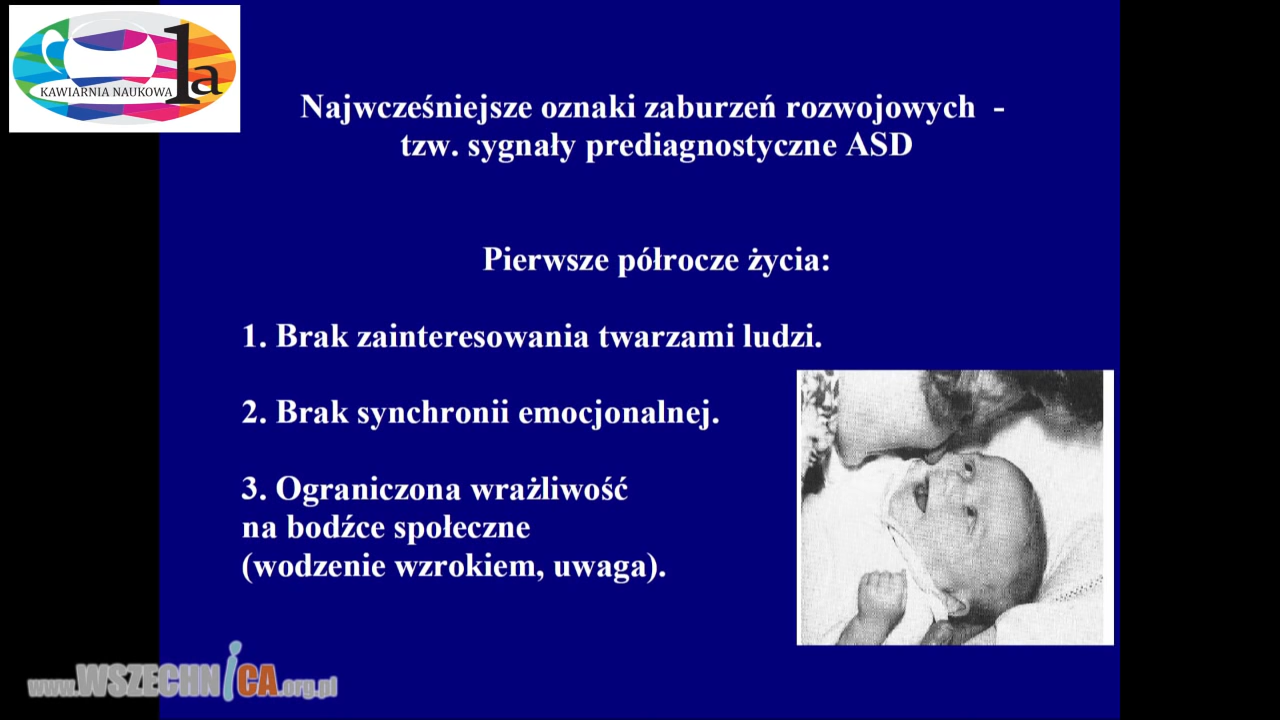 KAWIARNIA NAUKOWA 1a
Najwcześniejsze oznaki zaburzeń rozwojowych -
tzw. sygnały prediagnostyczne ASD
Pierwsze półrocze życia:
1. Brak zainteresowania twarzami ludzi.
2. Brak synchronii emocjonalnej.
3. Ograniczona wrażliwość
na bodźce społeczne
(wodzenie wzrokiem, uwaga).
www.WSZECHNiCA.org.pl